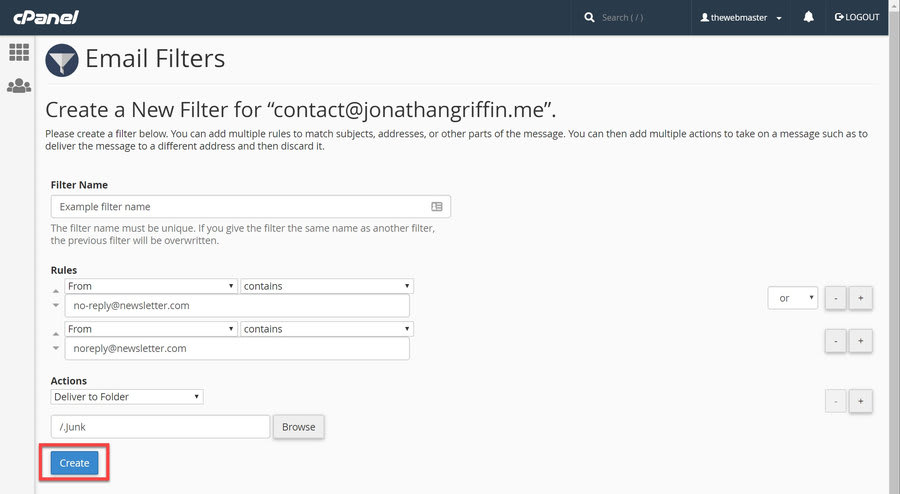 cPanel
Search ( / )
thewebmaster
LOGOUT
Email Filters
Create a New Filter for “contact@jonathangriffin.me”.
Please create a filter below. You can add multiple rules to match subjects, addresses, or other parts of the message. You can then add multiple actions to take on a message such as to
deliver the message to a different address and then discard it.
Filter Name
Example filter name
The filter name must be unique. If you give the filter the same name as another filter,
the previous filter will be overwritten.
Rules
From contains
no-reply@newsletter.com
or - +
From contains
noreply@newsletter.com
- +
Actions
Deliver to Folder
- +
/.junk Browse
Create